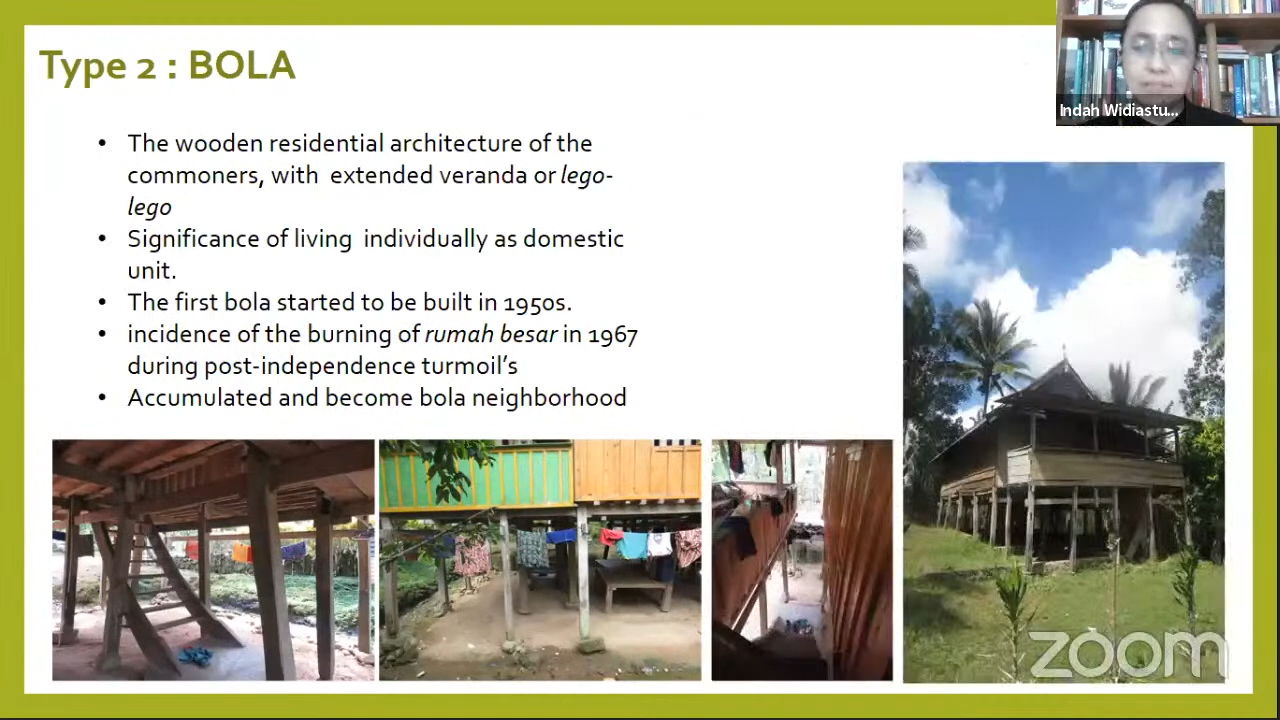 Type 2 : BOLA
Indah Widiastu...
• The wooden residential architecture of the
commoners, with extended veranda or lego-
lego
• Significance of living individually as domestic
unit.
• The first bola started to be built in 1950s.
• incidence of the burning of rumah besar in 1967
during post-independence turmoil's
• Accumulated and become bola neighborhood
zoom